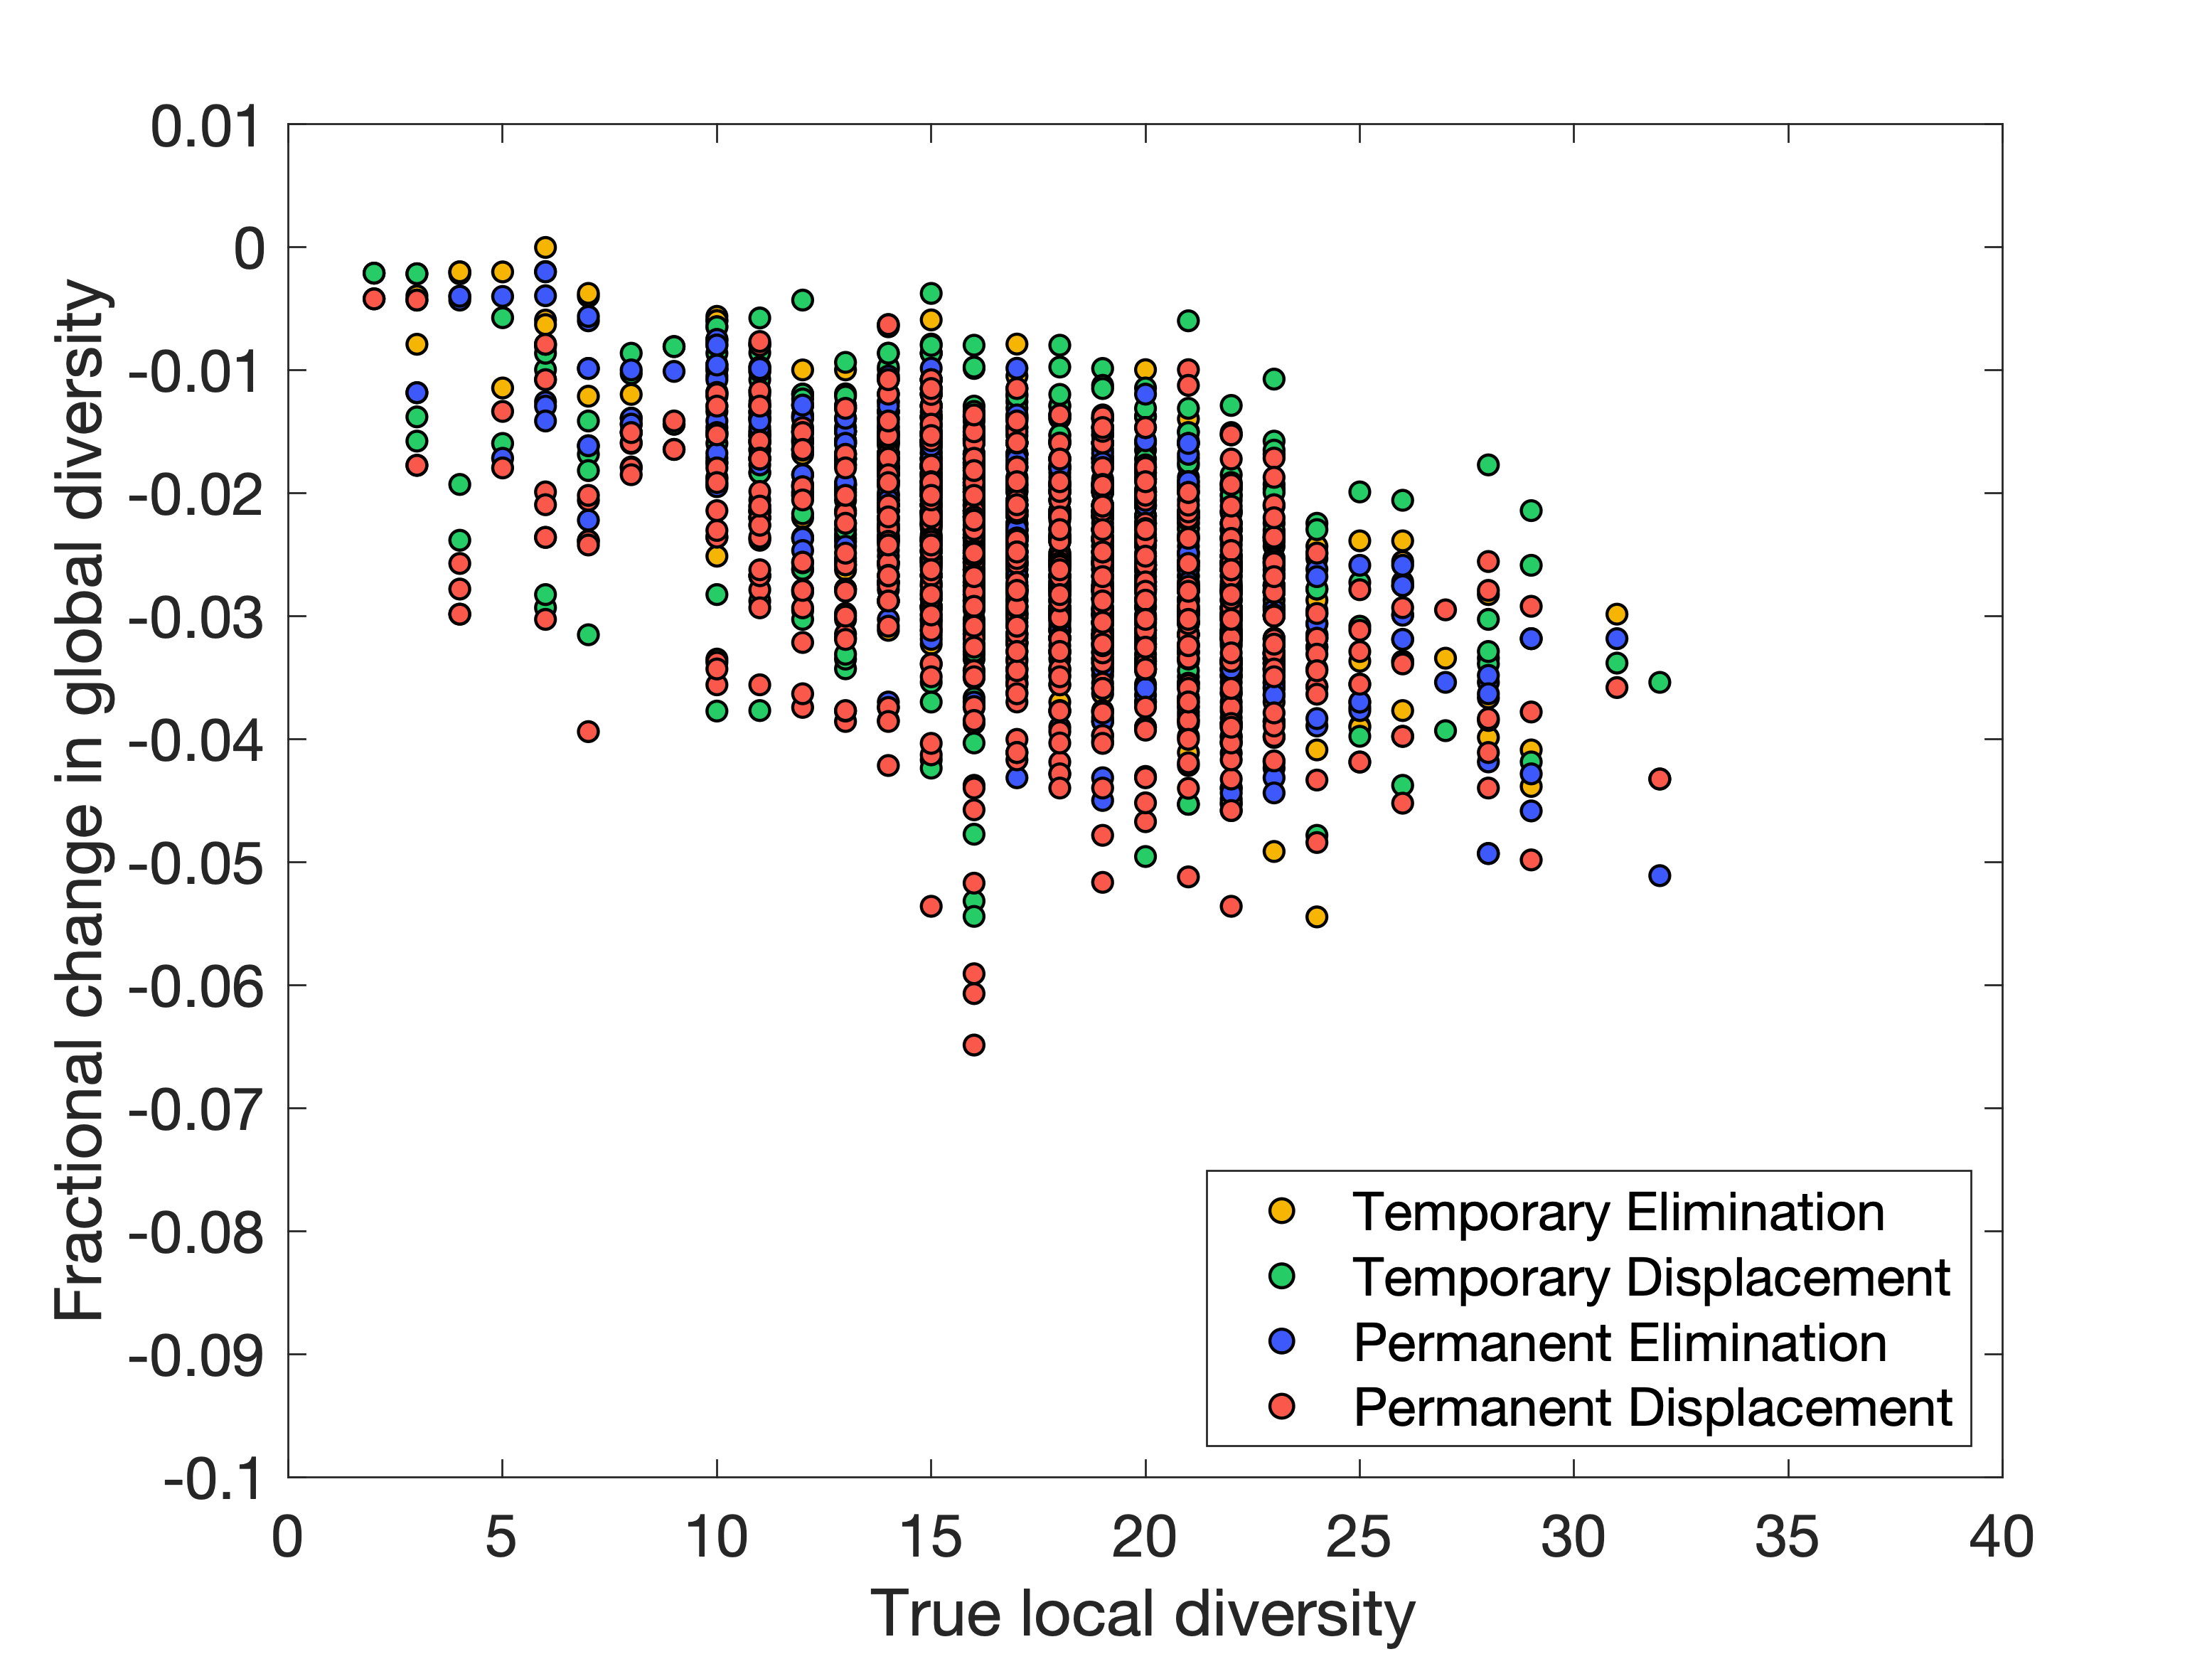 0.01
0
-0.01
-0.02
-0.03
-0.04
-0.05
-0.06
-0.07
-0.08
-0.09
-0.1
Fractional change in global diversity
Temporary Elimination
Temporary Displacement
Permanent Elimination
Permanent Displacement
0 5 10 15 20 25 30 35 40
True local diversity